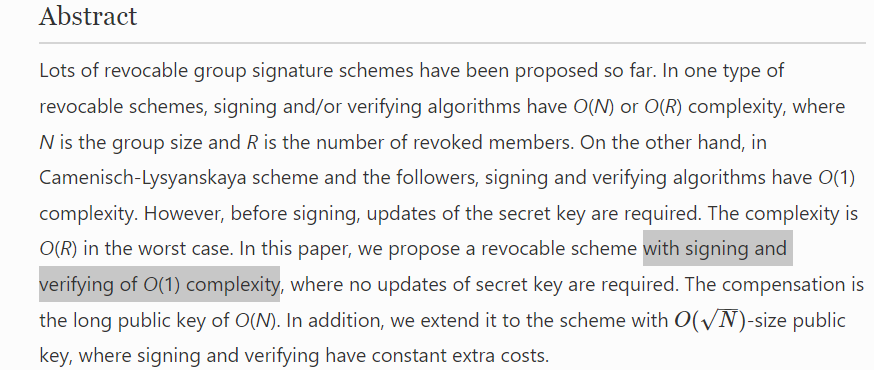 Abstract
Lots of revocable group signature schemes have been proposed so far. In one type of
revocable schemes, signing and/or verifying algorithms have O(N) or O(R) complexity, where
N is the group size and R is the number of revoked members. On the other hand, in
Camenisch-Lysyanskaya scheme and the followers, signing and verifying algorithms have O(1)
complexity. However, before signing, updates of the secret key are required. The complexity is
O(R) in the worst case. In this paper, we propose a revocable scheme with signing and
verifying of O(1) complexity, where no updates of secret key are required. The compensation is
the long public key of O(N). In addition, we extend it to the scheme with O(√N)-size public
key, where signing and verifying have constant extra costs.